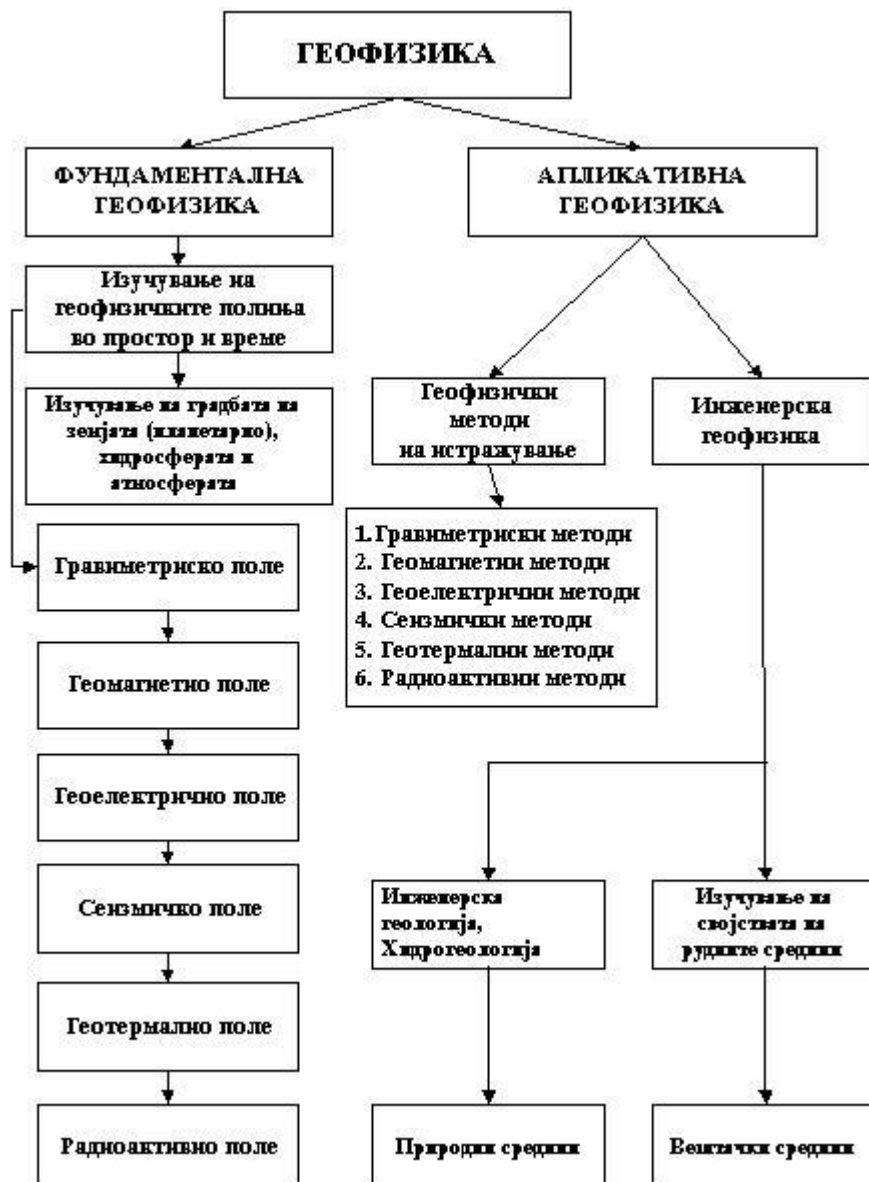 ГЕОФИЗИКА
ФУНДАМЕНТАЛНА
ГЕОФИЗИКА
Изучување на
геофизичките полиња
во простор и време
Изучување на градбата на
земјата (планетарно),
хидросферата и
атмосферата
Гравиметриско поле
Геомагнетно поле
Геоелектрично поле
Сеизмичко поле
Геотермално поле
Радиоактивно поле
АПЛИКАТИВНА
ГЕОФИЗИКА
Геофизички
методи
на истражување
1. Гравиметриски методи
2. Геомагнетни методи
3. Геоелектрични методи
4. Сеизмички методи
5. Геотермални методи
6. Радиоактивни методи
Инженерска
геофизика
Инженерска
геологија,
Хидрогеологија
Природни средини
Изучување на
својствата на
рудните средини
Вештачки средини